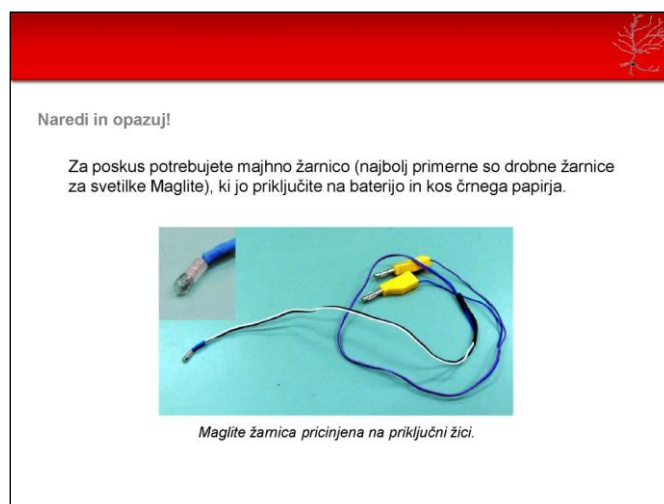 Naredi in opazuj!
Za poskus potrebujete majhno žarnico (najbolj primerne so drobne žarnice
za svetilke Maglite), ki jo priključite na baterijo in kos črnega papirja.
Maglite žarnica pricinjena na priključni žici.